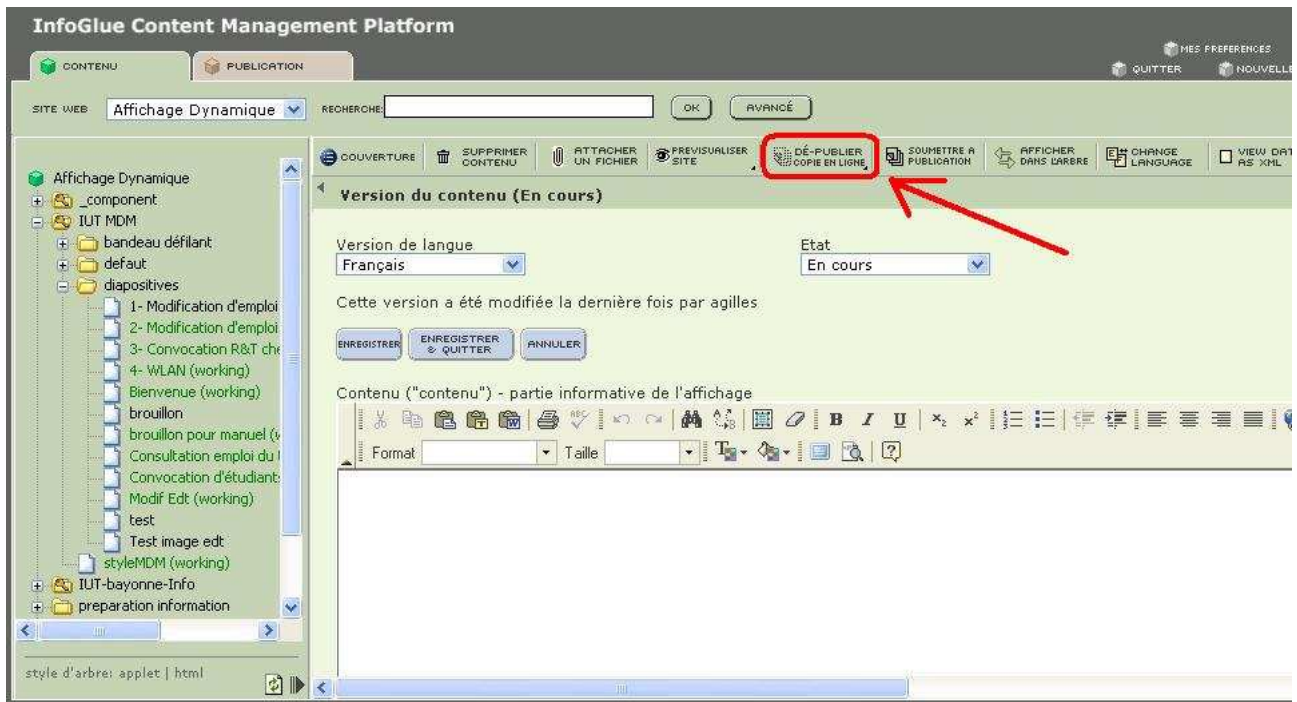 InfoGlue Content Management Platform
MES PREFERENCES
CONTENU
PUBLICATION
QUITTER
NOUVELLE
SITE WEB
Affichage Dynamique
RECHERCHE:
OK
AVANCÉ
COUVERTURE
SUPPRIMER
CONTENU
ATTACHER
UN FICHIER
PREVISUALISER
SITE
DÉ-PUBLIER
COPIE EN LIGNE
SOUMETTRE A
PUBLICATION
AFFICHER
DANS L'ARBRE
CHANGE
LANGUAGE
VIEW DAT
AS XML
Affichage Dynamique
_component
IUT MDM
bandeau défilant
defaut
diapositives
1- Modification d'emploi
2- Modification d'emploi
3- Convocation R&T che
4- WLAN (working)
Bienvenue (working)
brouillon
brouillon pour manuel (w
Consultation emploi du
Convocation d'étudiant
Modif Edt (working)
test
Test image edt
styleMDM (working)
IUT-bayonne-Info
preparation information
style d'arbre: applet | html
Version du contenu (En cours)
Version de langue
Français
Etat
En cours
Cette version a été modifiée la dernière fois par agilles
ENREGISTRER
ENREGISTRER
& QUITTER
ANNULER
Contenu ("contenu") - partie informative de l'affichage
Format
Taille